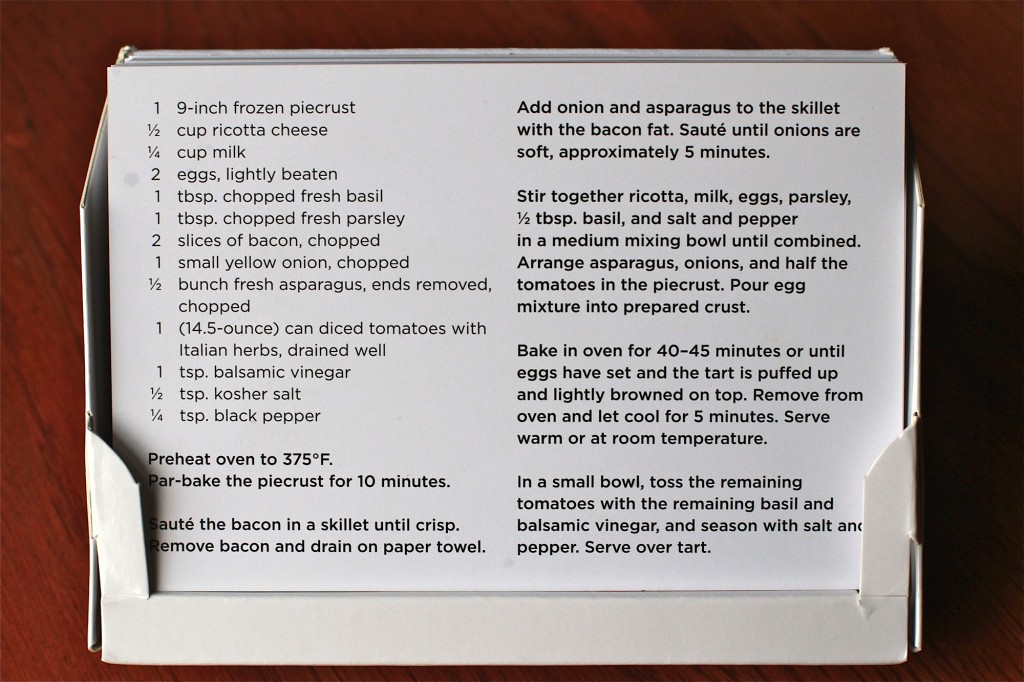 1 9-inch frozen piecrust
½ cup ricotta cheese
¼ cup milk
2 eggs, lightly beaten
1 tbsp. chopped fresh basil
1 tbsp. chopped fresh parsley
2 slices of bacon, chopped
1 small yellow onion, chopped
½ bunch fresh asparagus, ends removed,
chopped
1 (14.5-ounce) can diced tomatoes with
Italian herbs, drained well
1 tsp. balsamic vinegar
½ tsp. kosher salt
¼ tsp. black pepper
Preheat oven to 375°F.
Par-bake the piecrust for 10 minutes.
Sauté the bacon in a skillet until crisp.
Remove bacon and drain on paper towel.
Add onion and asparagus to the skillet
with the bacon fat. Sauté until onions are
soft, approximately 5 minutes.
Stir together ricotta, milk, eggs, parsley,
½ tbsp. basil, and salt and pepper
in a medium mixing bowl until combined.
Arrange asparagus, onions, and half the
tomatoes in the piecrust. Pour egg
mixture into prepared crust.
Bake in oven for 40–45 minutes or until
eggs have set and the tart is puffed up
and lightly browned on top. Remove from
oven and let cool for 5 minutes. Serve
warm or at room temperature.
In a small bowl, toss the remaining
tomatoes with the remaining basil and
balsamic vinegar, and season with salt and
pepper. Serve over tart.